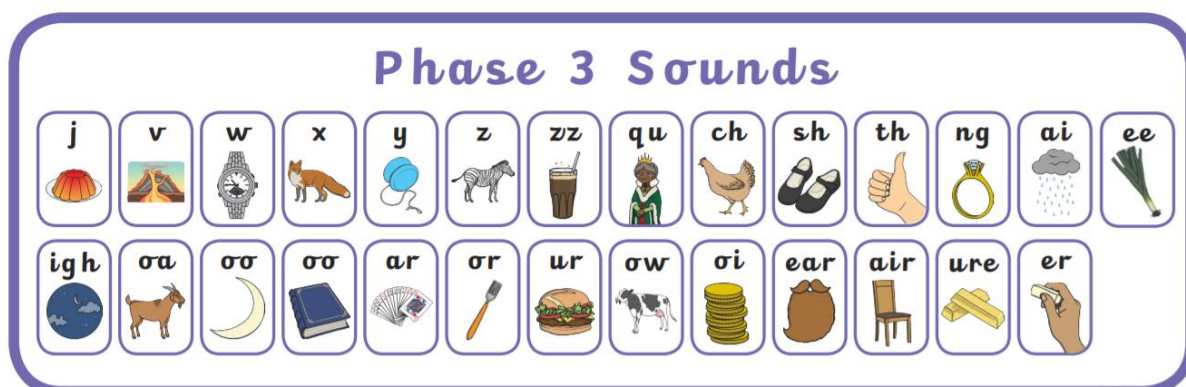 Phase 3 Sounds
j v w x y z zz qu ch sh th ng ai ee
igh oa oo oo ar or ur ow oi ear air ure er